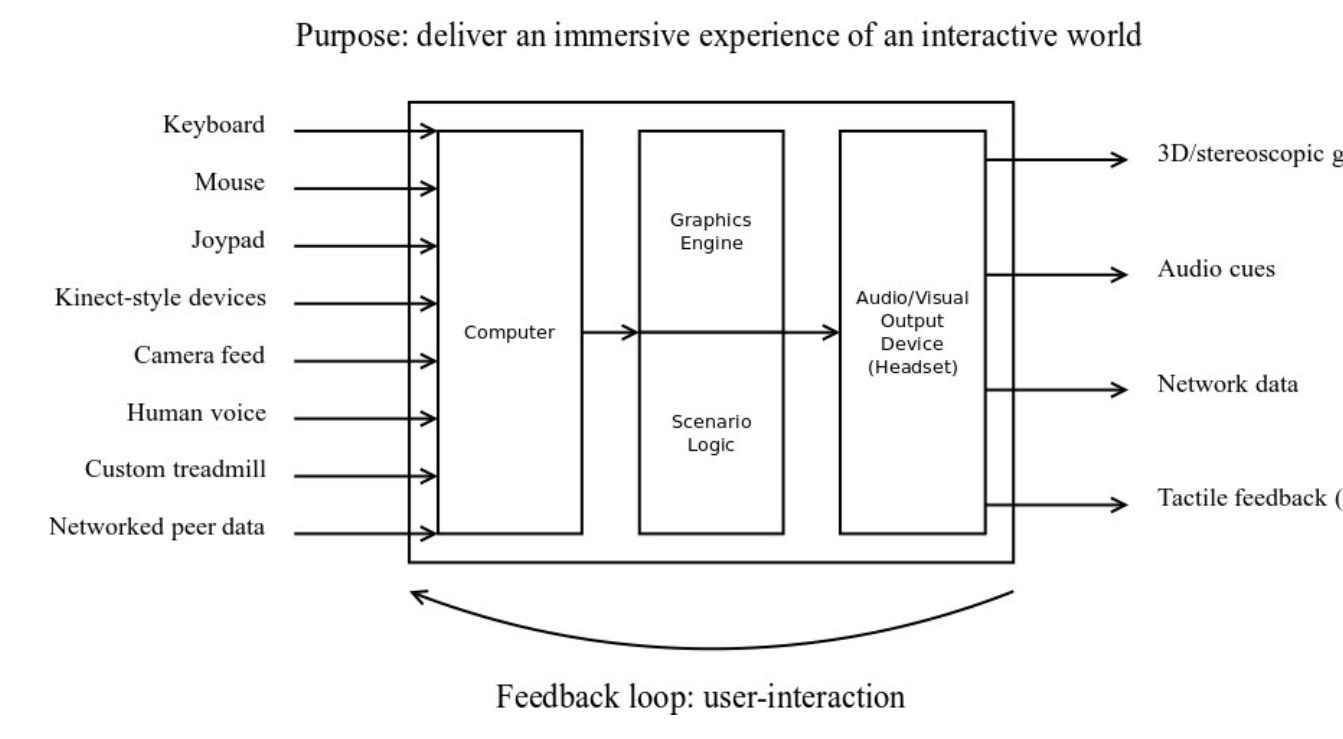 Purpose: deliver an immersive experience of an interactive world
Keyboard
Mouse
Joypad
Kinect-style devices
Camera feed
Human voice
Custom treadmill
Networked peer data
Computer
Graphics
Engine
Scenario
Logic
Audio/Visual
Output
Device
(Headset)
3D/stereoscopic
Audio cues
Network data
Tactile feedback (
Feedback loop: user-interaction